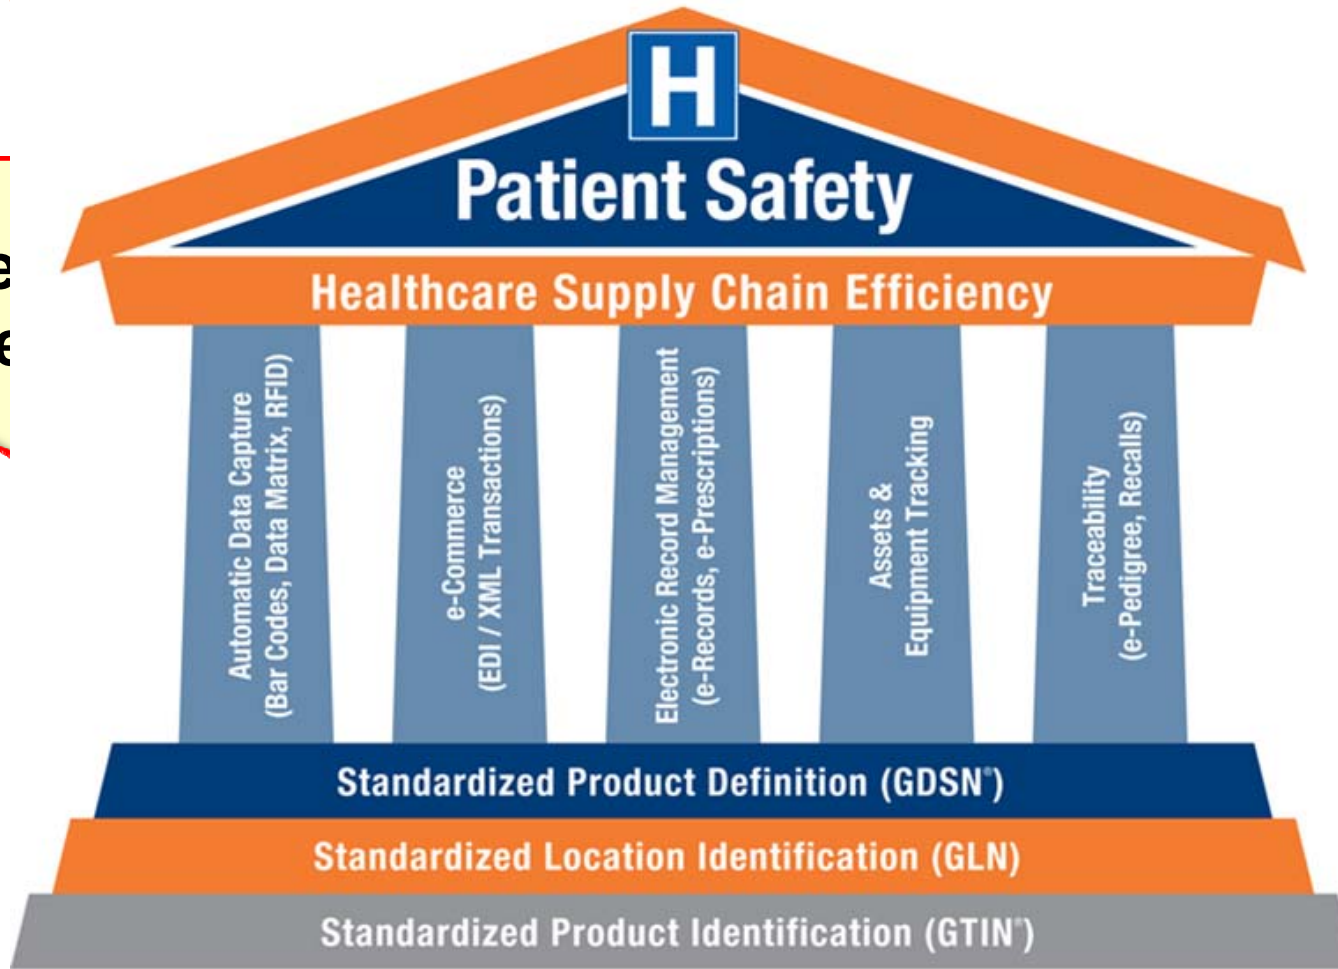 H
Patient Safety
Healthcare Supply Chain Efficiency
Automatic Data Capture
(Bar Codes, Data Matrix, RFID)
e-Commerce
(EDI / XML Transactions)
Electronic Record Management
(e-Records, e-Prescriptions)
Assets &
Equipment Tracking
Traceability
(e-Pedigree, Recalls)
Standardized Product Definition (GDSN®)
Standardized Location Identification (GLN)
Standardized Product Identification (GTIN®)